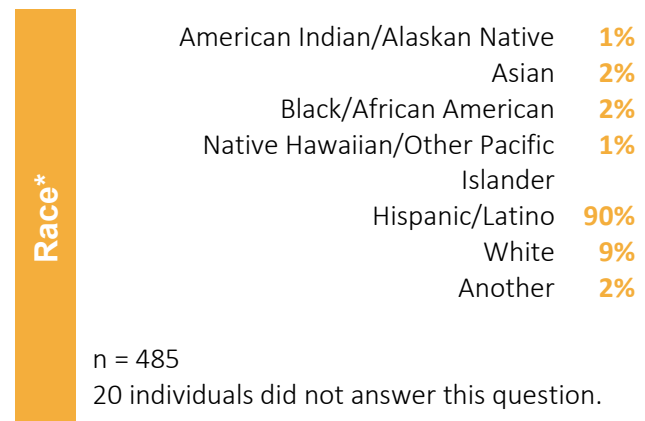 Race*
American Indian/Alaskan Native 1%
Asian 2%
Black/African American 2%
Native Hawaiian/Other Pacific 1%
Islander
Hispanic/Latino 90%
White 9%
Another 2%
n = 485
20 individuals did not answer this question.